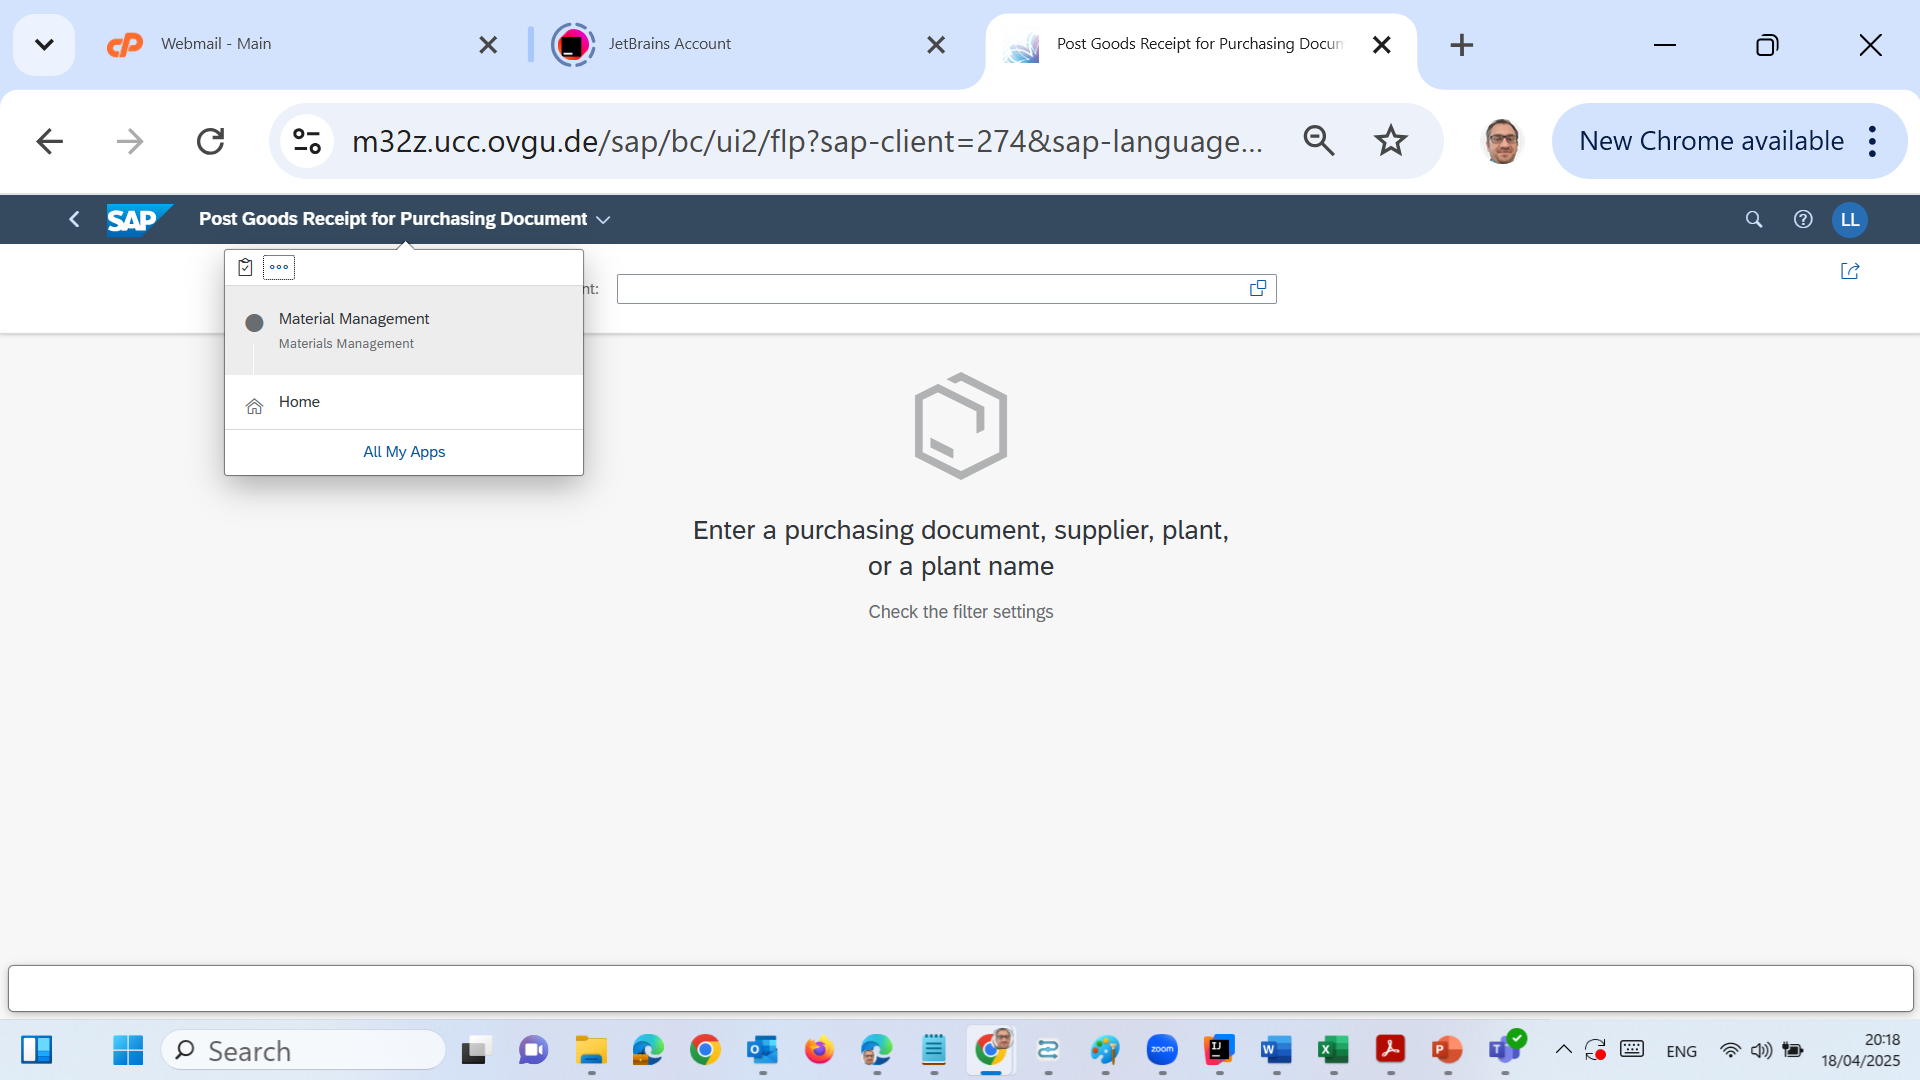 Webmail - Main
JetBrains Account
Post Goods Receipt for Purchasing Docum
m32z.ucc.ovgu.de/sap/bc/ui2/flp?sap-client=274&sap-language...
New Chrome available
SAP
Post Goods Receipt for Purchasing Document
LL
nt:
Material Management
Materials Management
Home
All My Apps
Enter a purchasing document, supplier, plant,
or a plant name
Check the filter settings
Search
zoom
ENG
20:18
18/04/2025